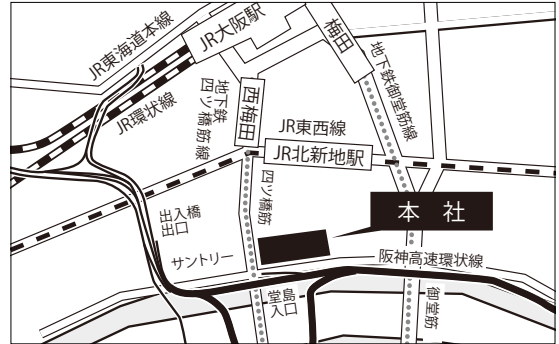 JR東海道本線
JR大阪駅
梅田
JR環状線
地下鉄
四ツ橋筋線
西梅田
地下鉄御堂筋線
JR東西線
JR北新地駅
四ツ橋筋
本 社
出入橋
出口
サントリー
阪神高速環状線
堂島
入口
御堂筋